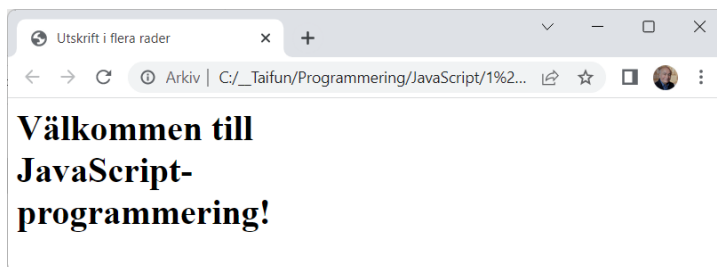 Utskrift i flera rader
Arkiv | C:/__Taifun/Programmering/JavaScript/1%2...
Välkommen till
JavaScript-
programmering!